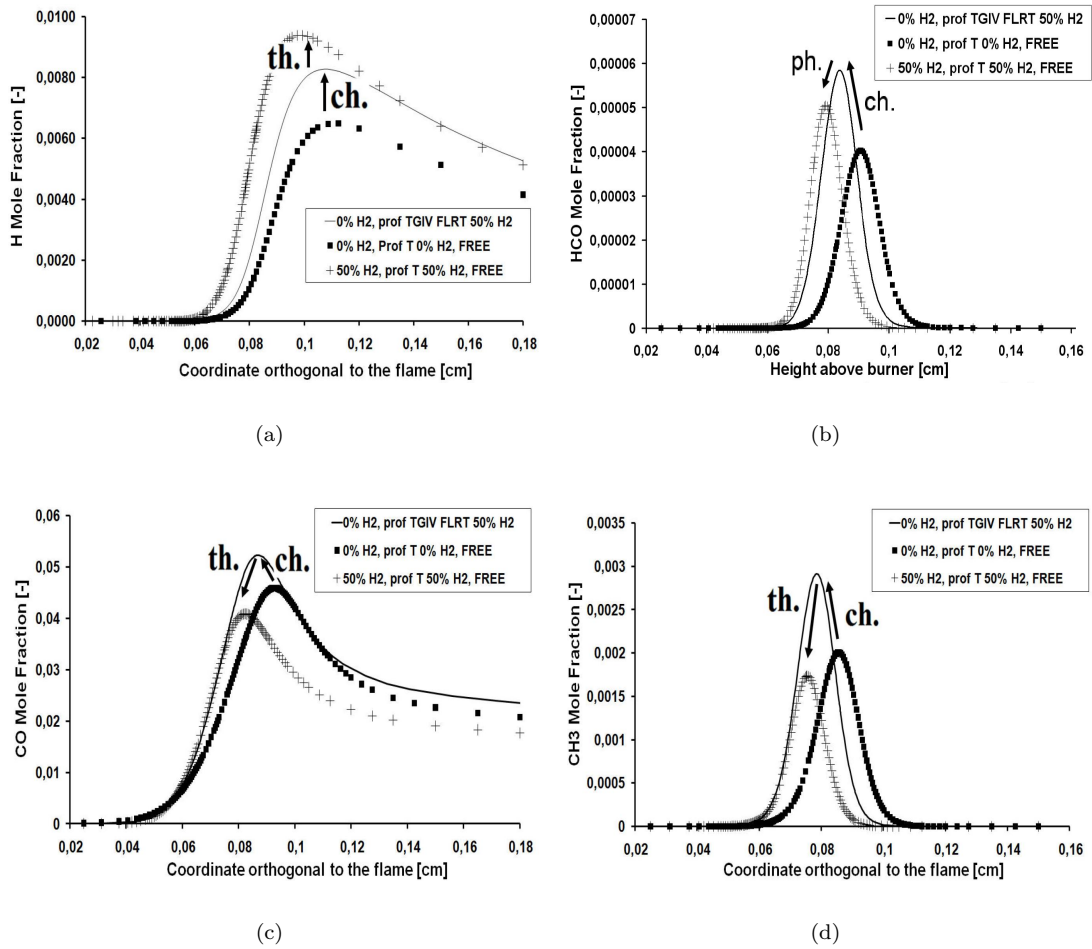 0,0100
0,0080
0,0060
0,0040
0,0020
0,0000
H Mole Fraction [-]
th.
ch.
0% H2, prof TGIV FLRT 50% H2
0% H2, Prof T 0% H2, FREE
50% H2, prof T 50% H2, FREE
0,02 0,04 0,06 0,08 0,1 0,12 0,14 0,16 0,18
Coordinate orthogonal to the flame [cm]
(a)
0,00007
0,00006
0,00005
0,00004
0,00003
0,00002
0,00001
0
HCO Mole Fraction [-]
ph.
ch.
0% H2, prof TGIV FLRT 50% H2
0% H2, prof T 0% H2, FREE
50% H2, prof T 50% H2, FREE
0,02 0,04 0,06 0,08 0,1 0,12 0,14 0,16
Height above burner [cm]
(b)
0,06
0,05
0,04
0,03
0,02
0,01
0
CO Mole Fraction [-]
th.
ch.
0% H2, prof TGIV FLRT 50% H2
0% H2, prof T 0% H2, FREE
50% H2, prof T 50% H2, FREE
0,02 0,04 0,06 0,08 0,1 0,12 0,14 0,16 0,18
Coordinate orthogonal to the flame [cm]
(c)
0,0035
0,003
0,0025
0,002
0,0015
0,001
0,0005
0
CH3 Mole Fraction [-]
th.
ch.
0% H2, prof TGIV FLRT 50% H2
0% H2, prof T 0% H2, FREE
50% H2, prof T 50% H2, FREE
0,02 0,04 0,06 0,08 0,1 0,12 0,14 0,16
Coordinate orthogonal to the flame [cm]
(d)